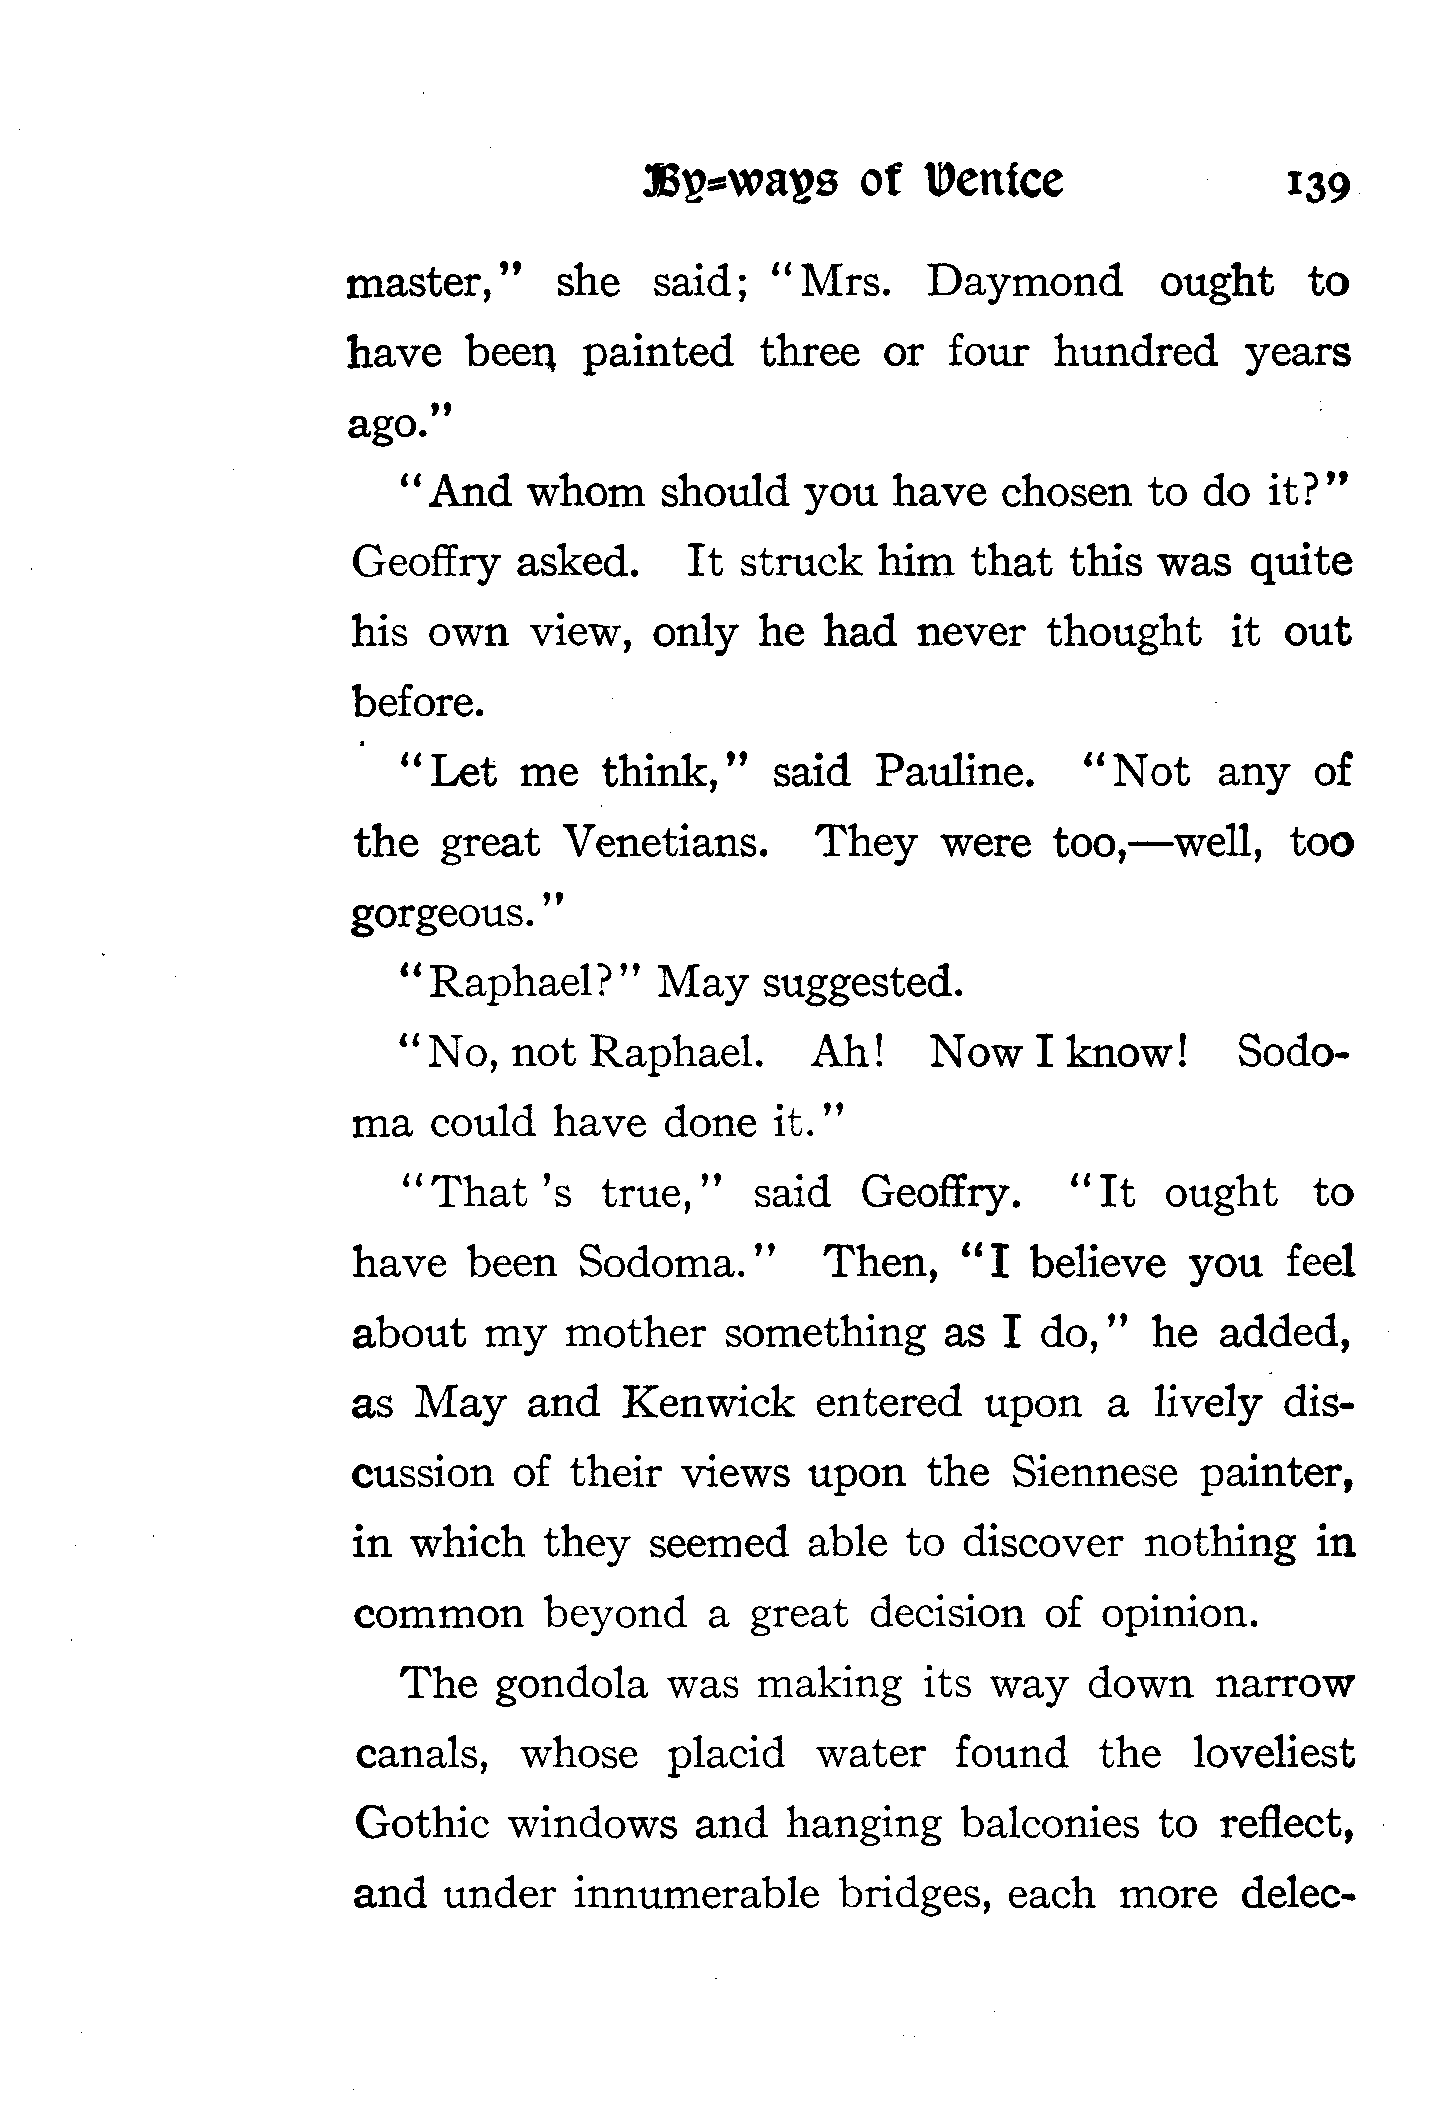 By-ways of Venice 139
master," she said; "Mrs. Daymond ought to
have been painted three or four hundred years
ago."
"And whom should you have chosen to do it?"
Geoffry asked. It struck him that this was quite
his own view, only he had never thought it out
before.
"Let me think," said Pauline. "Not any of
the great Venetians. They were too,—well, too
gorgeous."
"Raphael?" May suggested.
"No, not Raphael. Ah! Now I know! Sodo-
ma could have done it."
"That 's true," said Geoffry. "It ought to
have been Sodoma." Then, "I believe you feel
about my mother something as I do," he added,
as May and Kenwick entered upon a lively dis-
cussion of their views upon the Siennese painter,
in which they seemed able to discover nothing in
common beyond a great decision of opinion.
The gondola was making its way down narrow
canals, whose placid water found the loveliest
Gothic windows and hanging balconies to reflect,
and under innumerable bridges, each more delec-